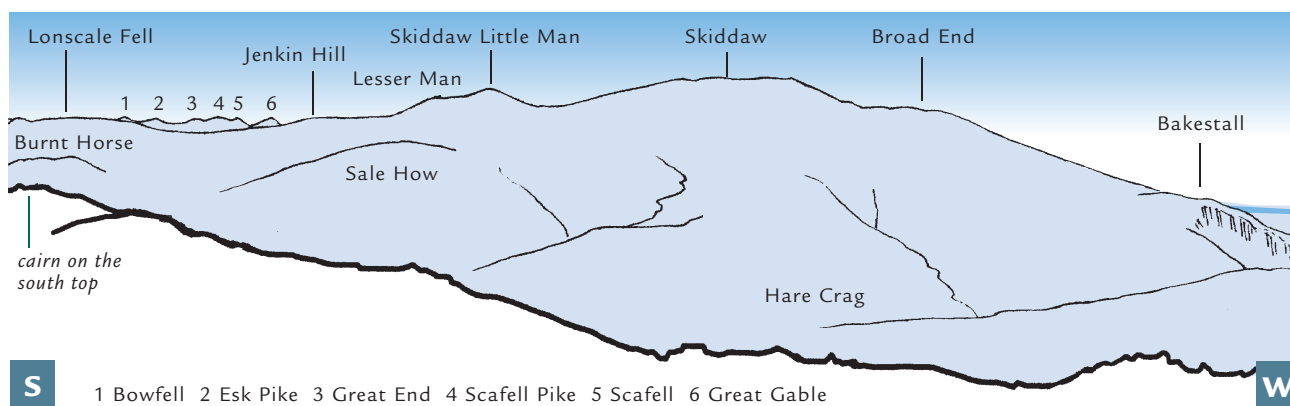 Lonscale Fell
Jenkin Hill
Skiddaw Little Man
Lesser Man
Skiddaw
Broad End
Bakestall
1 2 3 4 5 6
Burnt Horse
Sale How
Hare Crag
cairn on the
south top
S
1 Bowfell 2 Esk Pike 3 Great End 4 Scafell Pike 5 Scafell 6 Great Gable
W